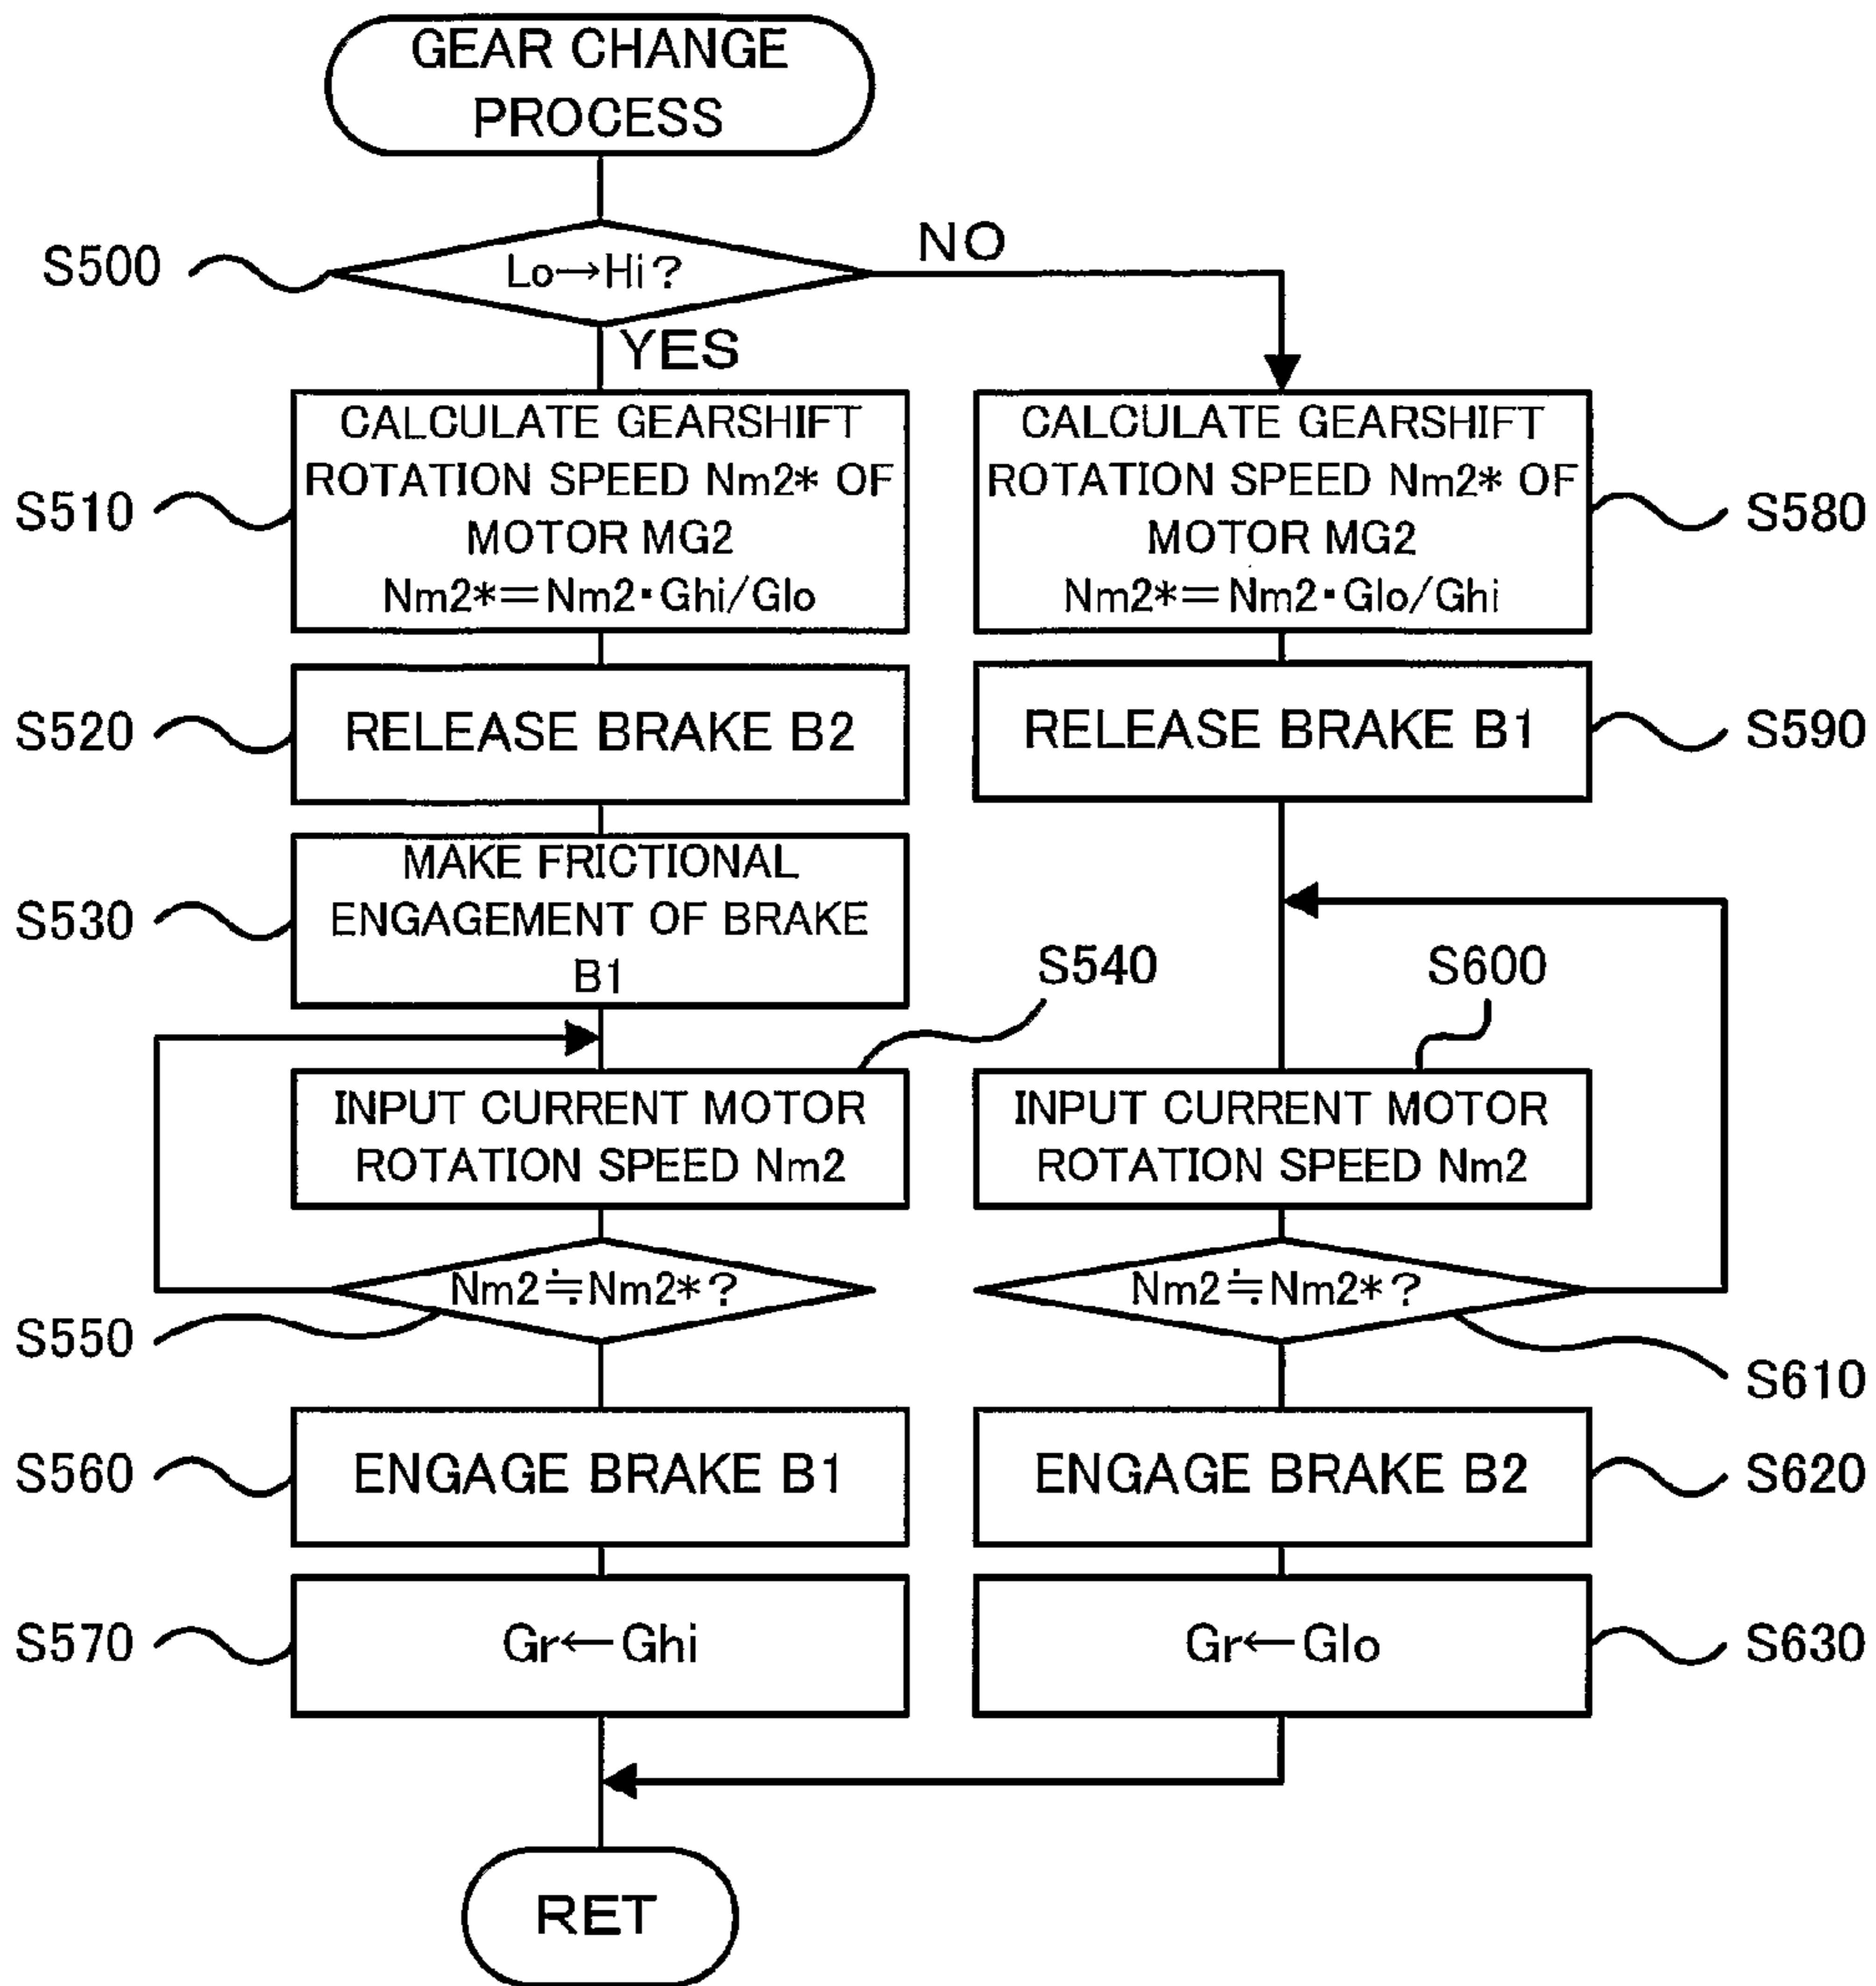 GEAR CHANGE
PROCESS
S500
Lo→Hi?
NO
YES
S510
CALCULATE GEARSHIFT
ROTATION SPEED Nm2* OF
MOTOR MG2
Nm2*=Nm2・Ghi/Glo
CALCULATE GEARSHIFT
ROTATION SPEED Nm2* OF
MOTOR MG2
Nm2*=Nm2・Glo/Ghi
S580
S520
RELEASE BRAKE B2
RELEASE BRAKE B1
S590
S530
MAKE FRICTIONAL
ENGAGEMENT OF BRAKE
B1
S540
S600
INPUT CURRENT MOTOR
ROTATION SPEED Nm2
INPUT CURRENT MOTOR
ROTATION SPEED Nm2
S550
Nm2≒Nm2*?
Nm2≒Nm2*?
S610
S560
ENGAGE BRAKE B1
ENGAGE BRAKE B2
S620
S570
Gr←Ghi
Gr←Glo
S630
RET